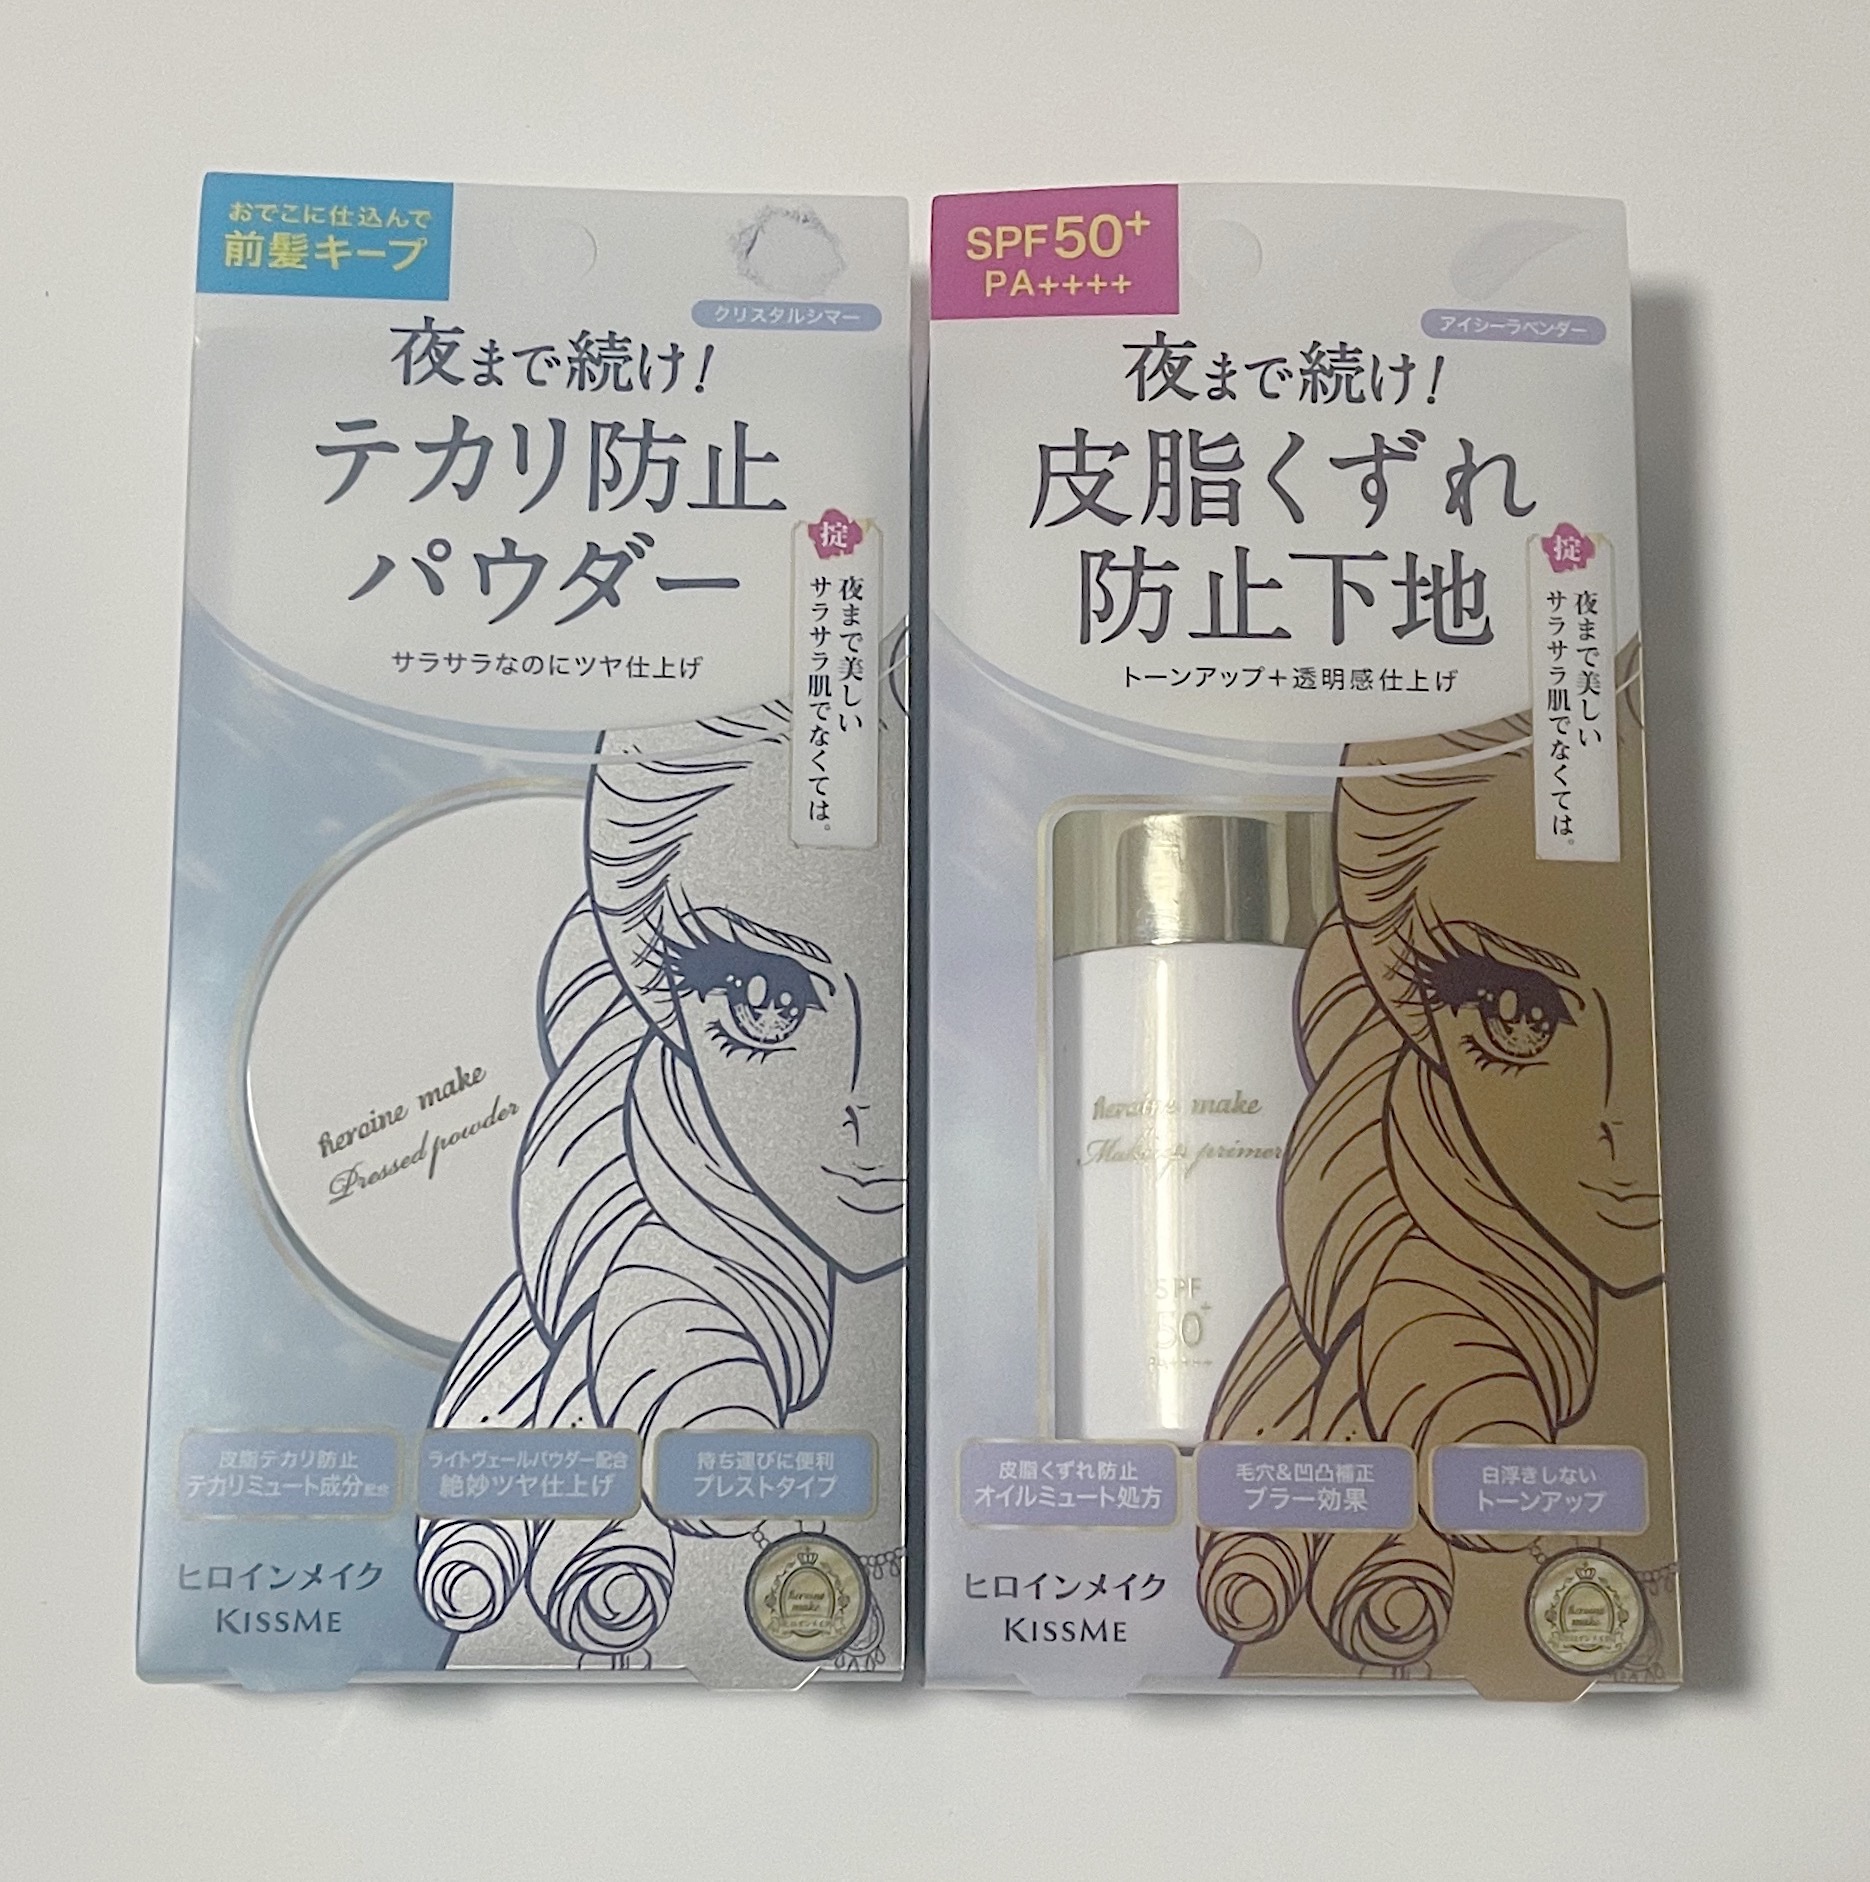 おでこに仕込んで
前髪キープ
クリスタルシマー
夜まで続け!
テカリ防止
パウダー
サラサラなのにツヤ仕上げ
掟
夜まで美しい
サラサラ肌でなくては。
heroine make
Pressed powder
皮脂テカリ防止
テカリミュート成分配合
ライトヴェールパウダー配合
絶妙ツヤ仕上げ
持ち運びに便利
プレストタイプ
ヒロインメイク
KISSME
heroine
make
SPF50+
PA++++
アイシーラベンダー
夜まで続け!
皮脂くずれ
防止下地
トーンアップ+透明感仕上げ
掟
夜まで美しい
サラサラ肌でなくては。
heroine make
Makeup primer
SPF
50+
PA++++
皮脂くずれ防止
オイルミュート処方
毛穴&凹凸補正
ブラー効果
白浮きしない
トーンアップ
ヒロインメイク
KISSME
heroine
make